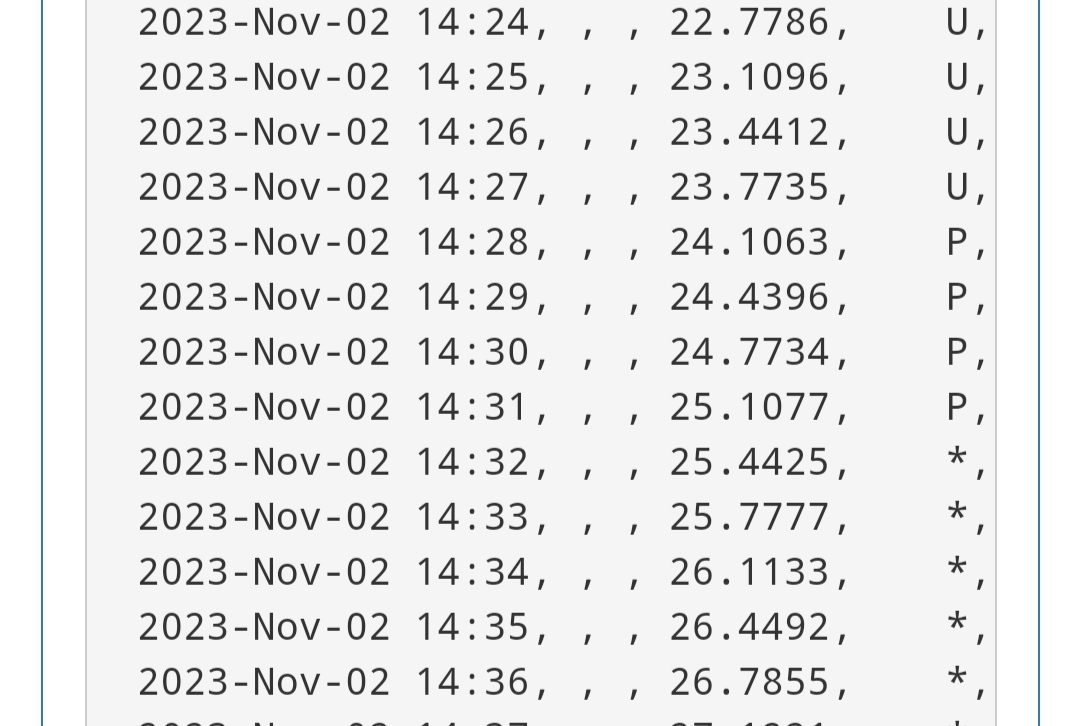 2023-Nov-02 14:24, , , 22.7786,    U,
2023-Nov-02 14:25, , , 23.1096,    U,
2023-Nov-02 14:26, , , 23.4412,    U,
2023-Nov-02 14:27, , , 23.7735,    U,
2023-Nov-02 14:28, , , 24.1063,    P,
2023-Nov-02 14:29, , , 24.4396,    P,
2023-Nov-02 14:30, , , 24.7734,    P,
2023-Nov-02 14:31, , , 25.1077,    P,
2023-Nov-02 14:32, , , 25.4425,    *,
2023-Nov-02 14:33, , , 25.7777,    *,
2023-Nov-02 14:34, , , 26.1133,    *,
2023-Nov-02 14:35, , , 26.4492,    *,
2023-Nov-02 14:36, , , 26.7855,    *,